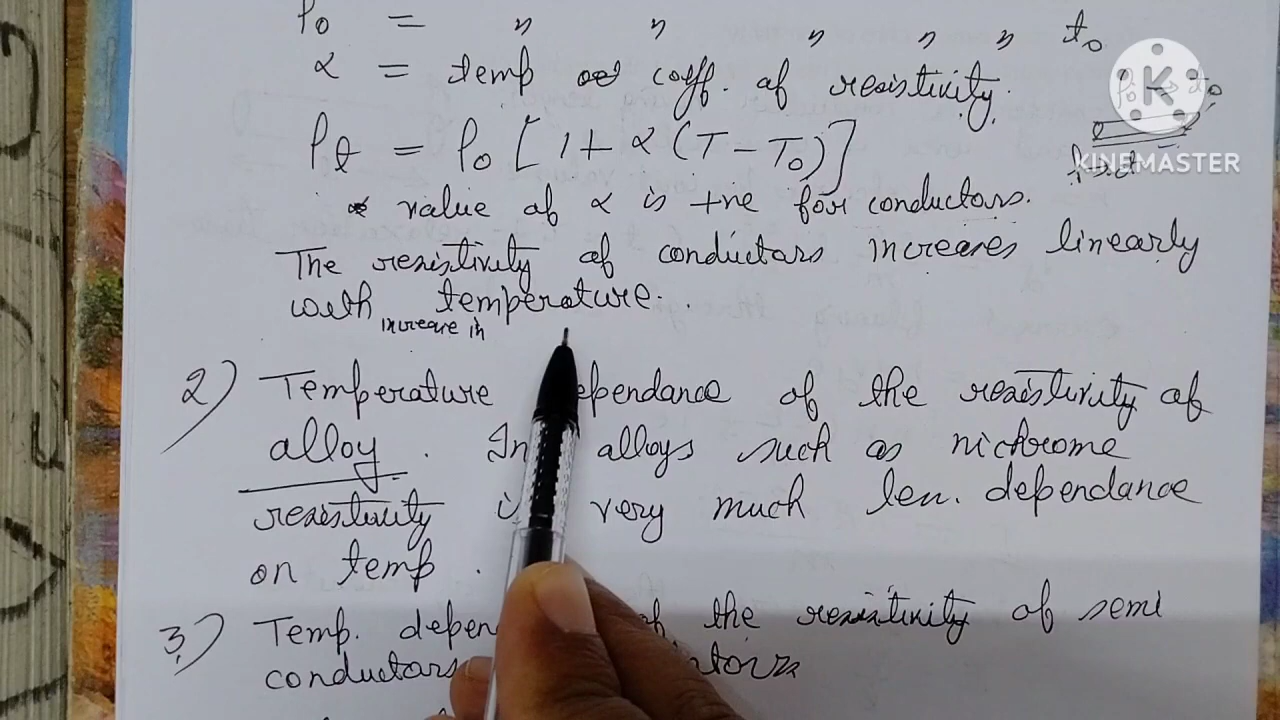 ρ₀ = " " " " " t₀
α = temp coff. of resistivity.
ρt = ρ₀ [1 + α (T - T₀)]
value of α is +ve for conductors.
The resistivity of conductors increases linearly
with increase in temperature.
2) Temperature dependance of the resistivity of
alloy. In alloys such as nichrome
resistivity is very much less. dependance
on temp.
3.) Temp. depen of the resistivity of semi
conductors
KINEMASTER